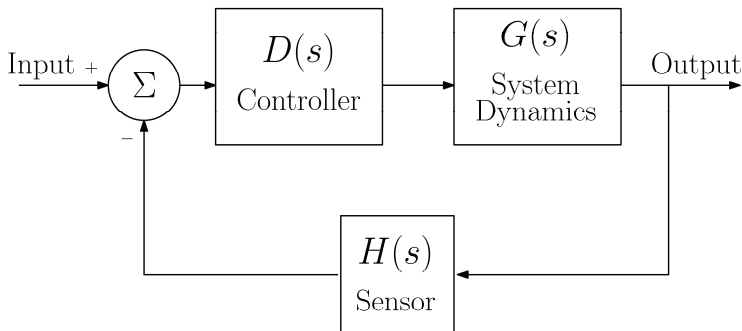 Input +
Σ
−
D(s)
Controller
G(s)
System
Dynamics
Output
H(s)
Sensor